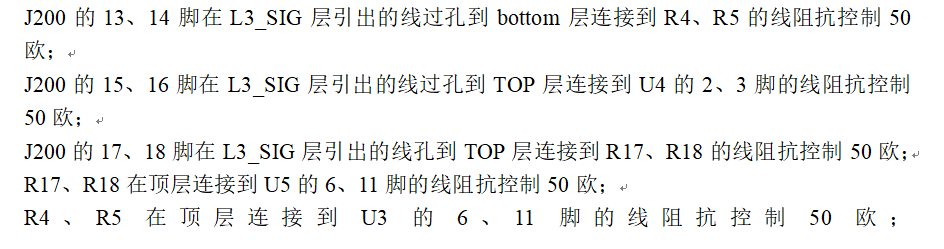 J200 的 13、14 脚在 L3_SIG 层引出的线过孔到 bottom 层连接到 R4、R5 的线阻抗控制 50
欧；
J200 的 15、16 脚在 L3_SIG 层引出的线过孔到 TOP 层连接到 U4 的 2、3 脚的线阻抗控制
50 欧；
J200 的 17、18 脚在 L3_SIG 层引出的线孔到 TOP 层连接到 R17、R18 的线阻抗控制 50 欧；
R17、R18 在顶层连接到 U5 的 6、11 脚的线阻抗控制 50 欧；
R4、R5 在顶层连接到 U3 的 6、11 脚的线阻抗控制 50 欧；